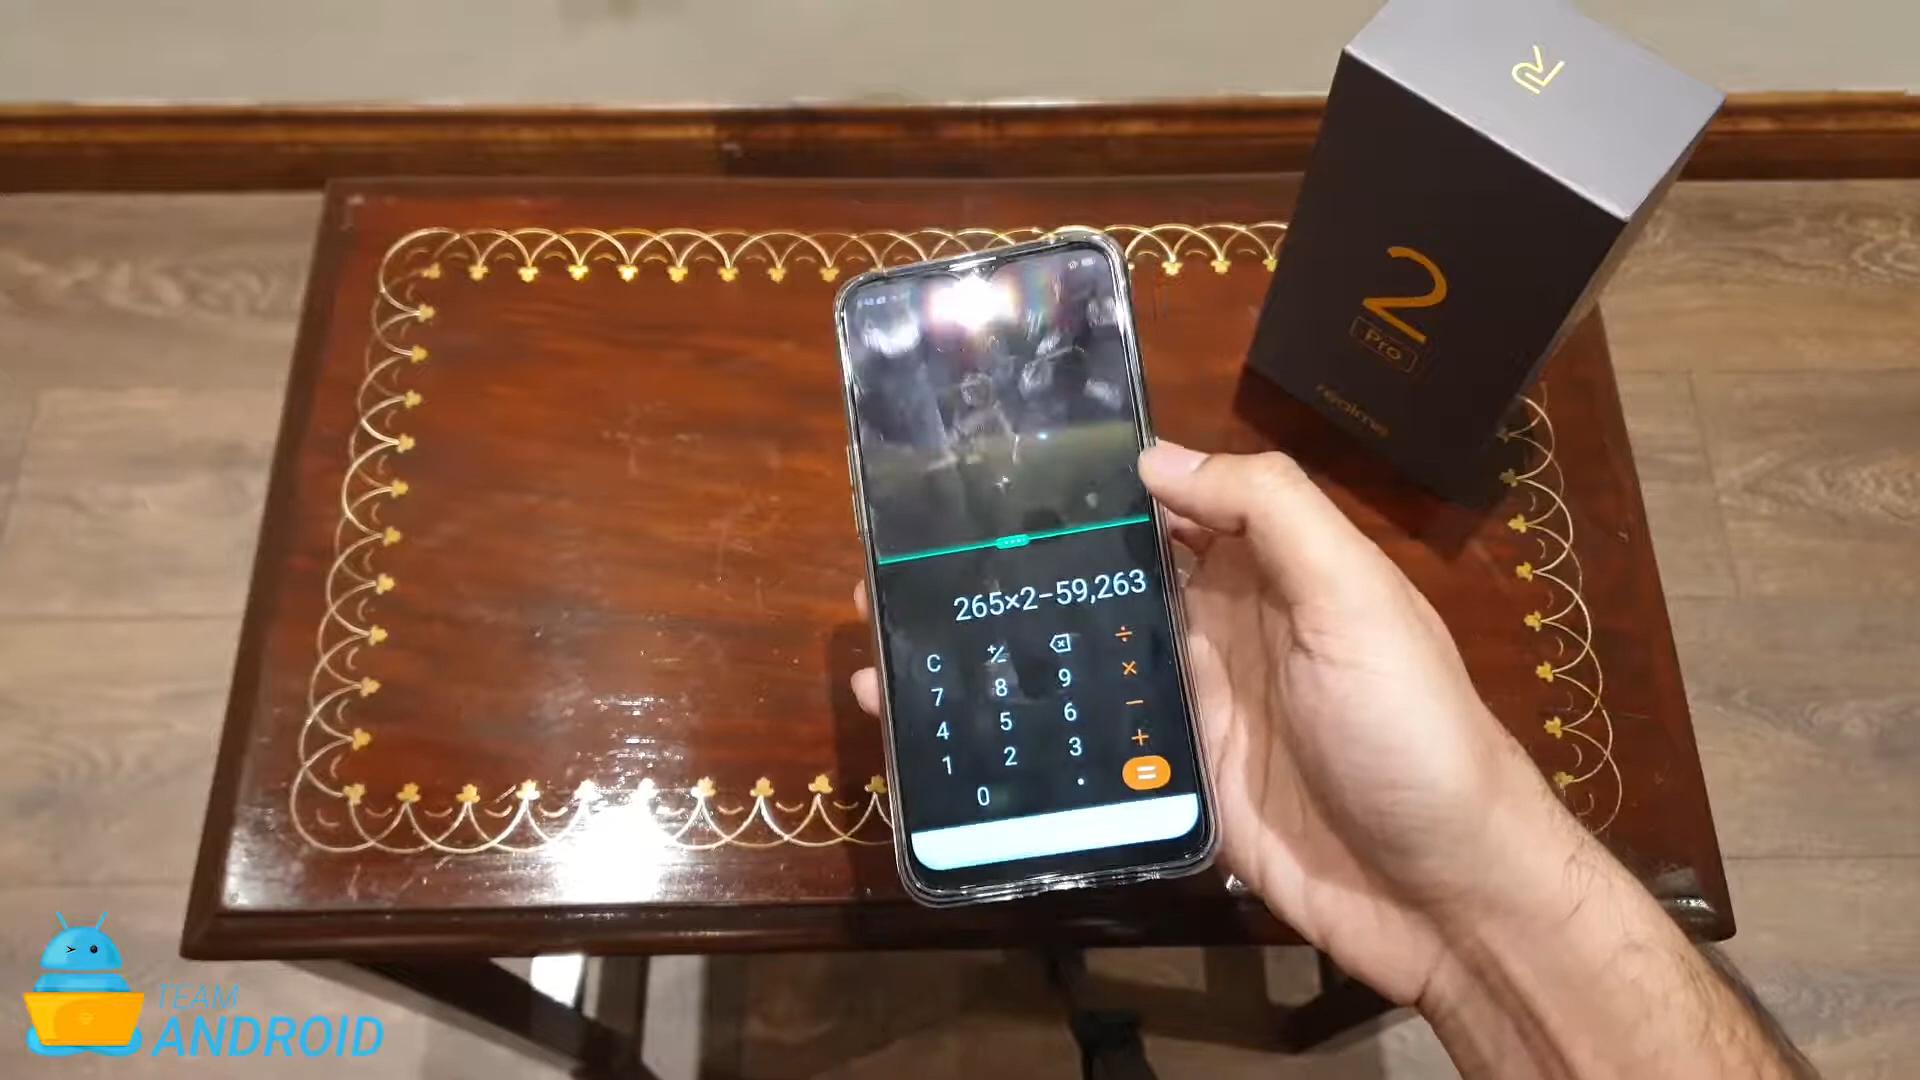 2
Pro
realme
265×2−59,263
C +/− ÷
7 8 9 ×
4 5 6 −
1 2 3 +
0 . =
TEAM
ANDROID